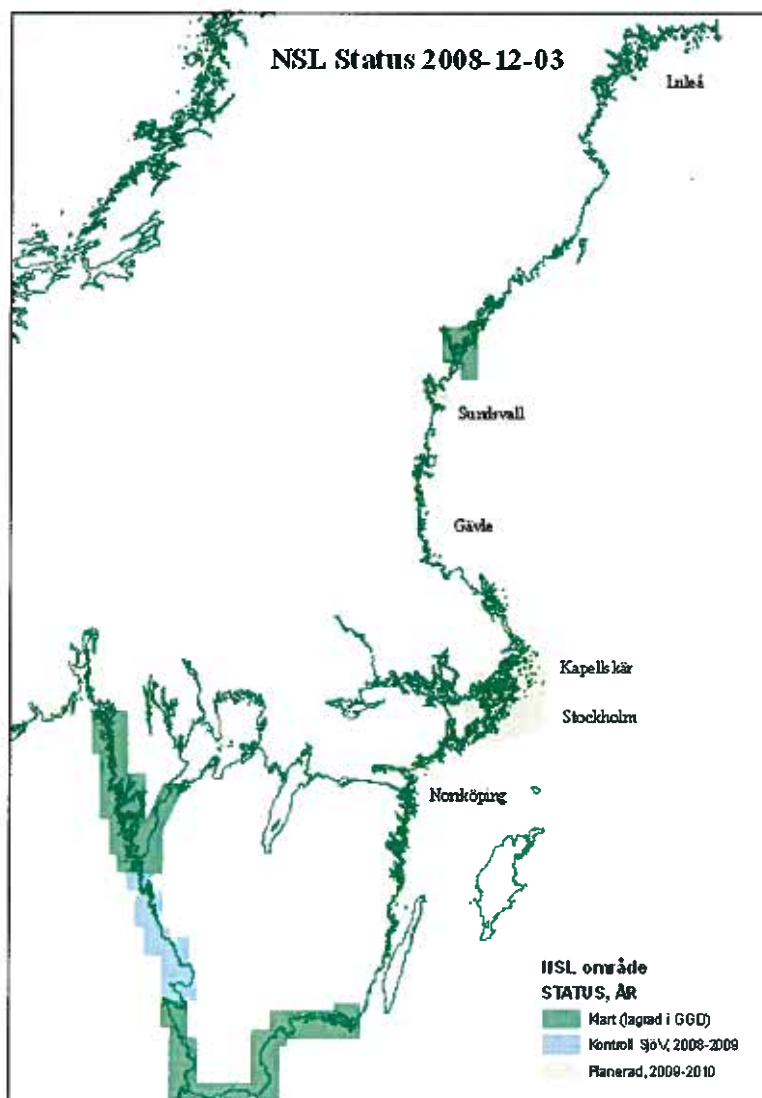 NSL Status 2008-12-03
Luleå
Sundsvall
Gävle
Kapellskär
Stockholm
Norrköping
NSL område
STATUS, ÅR
Klart (lagrad i GGD)
Kontroll SjöV, 2008-2009
Planerad, 2009-2010